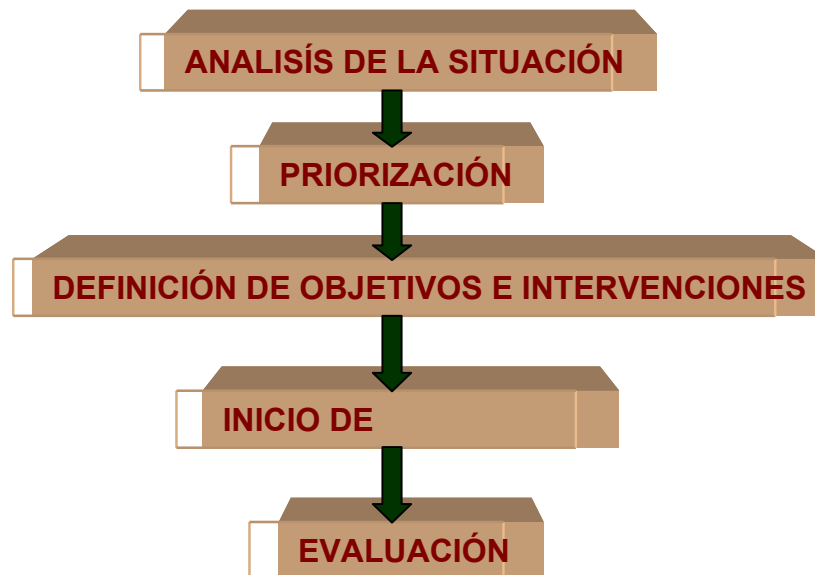 ANALISÍS DE LA SITUACIÓN
PRIORIZACIÓN
DEFINICIÓN DE OBJETIVOS E INTERVENCIONES
INICIO DE
EVALUACIÓN